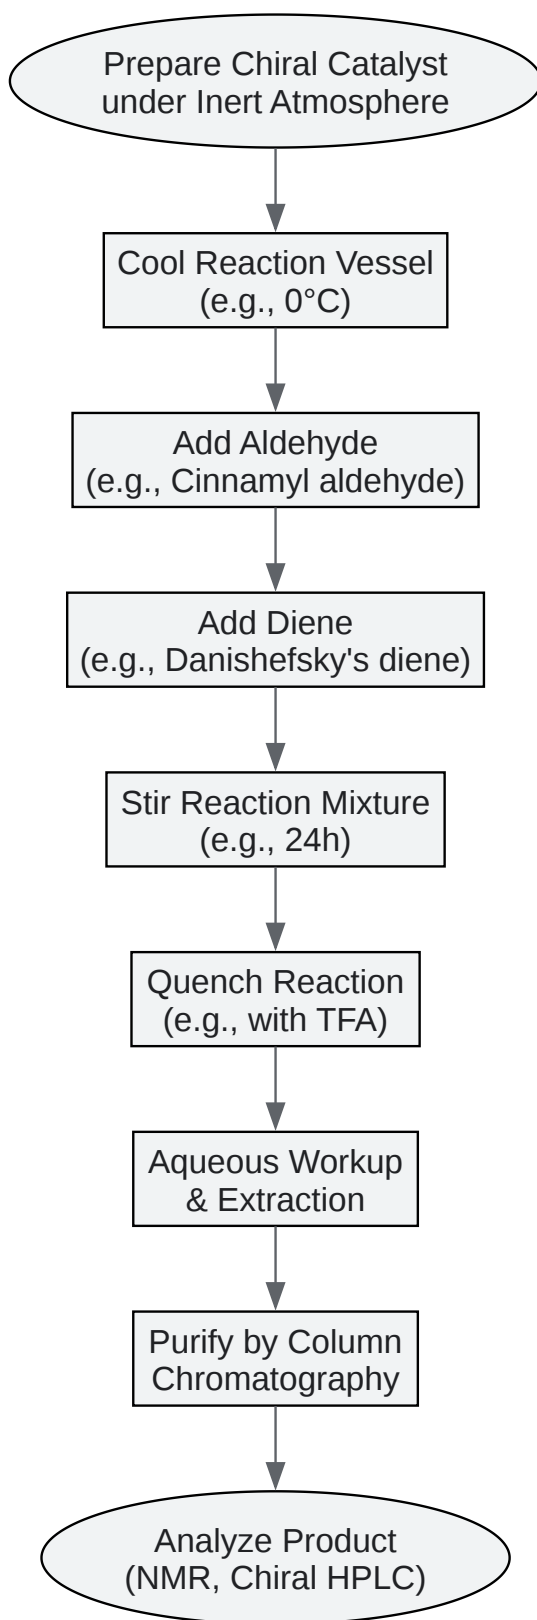 Prepare Chiral Catalyst
under Inert Atmosphere
Cool Reaction Vessel
(e.g., 0°C)
Add Aldehyde
(e.g., Cinnamyl aldehyde)
Add Diene
(e.g., Danishefsky's diene)
Stir Reaction Mixture
(e.g., 24h)
Quench Reaction
(e.g., with TFA)
Aqueous Workup
& Extraction
Purify by Column
Chromatography
Analyze Product
(NMR, Chiral HPLC)